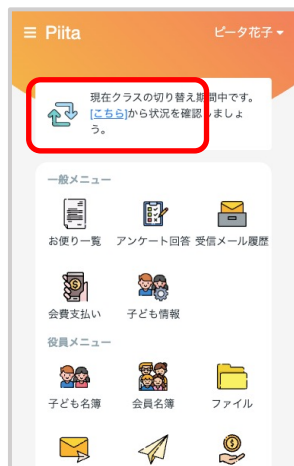 Piita
ピータ花子
現在クラスの切り替え期間中です。
[こちら]から状況を確認しましょ
う。
一般メニュー
お便り一覧 アンケート回答 受信メール履歴
会費支払い 子ども情報
役員メニュー
子ども名簿 会員名簿 ファイル